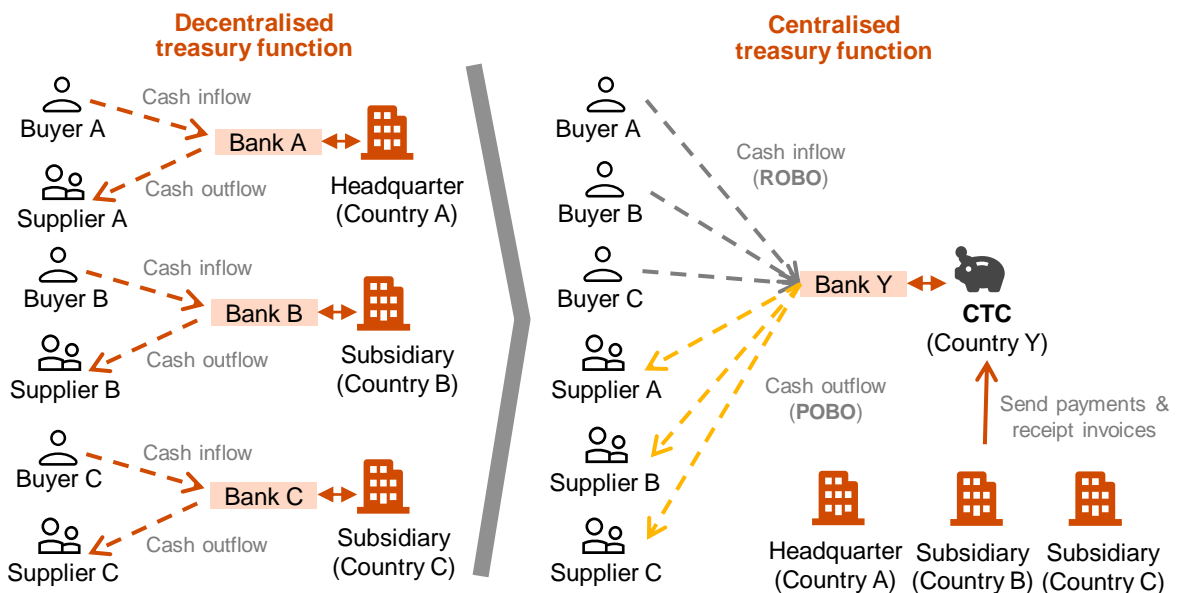 Decentralised
treasury function
Buyer A
Cash inflow
Bank A
Cash outflow
Supplier A
Headquarter
(Country A)
Buyer B
Cash inflow
Bank B
Cash outflow
Supplier B
Subsidiary
(Country B)
Buyer C
Cash inflow
Bank C
Cash outflow
Supplier C
Subsidiary
(Country C)
Centralised
treasury function
Buyer A
Cash inflow
(ROBO)
Buyer B
Buyer C
Bank Y
CTC
(Country Y)
Supplier A
Cash outflow
(POBO)
Send payments &
receipt invoices
Supplier B
Supplier C
Headquarter
(Country A)
Subsidiary
(Country B)
Subsidiary
(Country C)